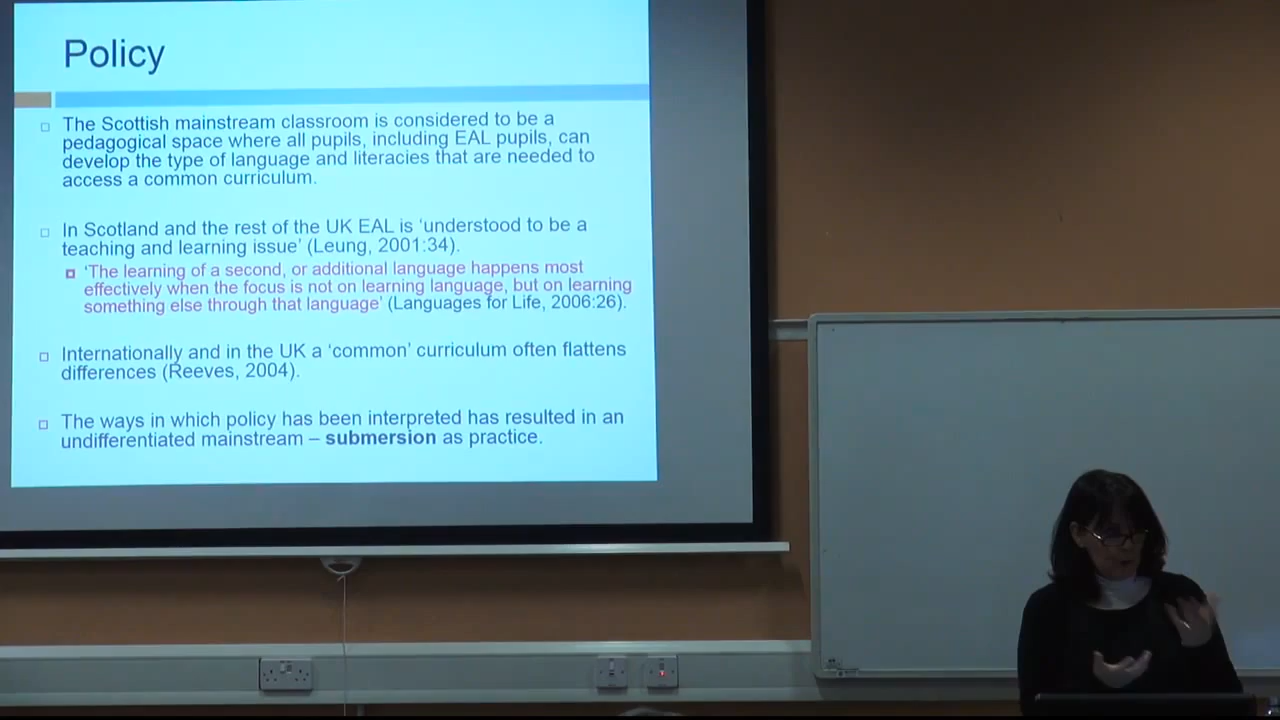 Policy
The Scottish mainstream classroom is considered to be a
pedagogical space where all pupils, including EAL pupils, can
develop the type of language and literacies that are needed to
access a common curriculum.
In Scotland and the rest of the UK EAL is ‘understood to be a
teaching and learning issue’ (Leung, 2001:34).
‘The learning of a second, or additional language happens most
effectively when the focus is not on learning language, but on learning
something else through that language’ (Languages for Life, 2006:26).
Internationally and in the UK a ‘common’ curriculum often flattens
differences (Reeves, 2004).
The ways in which policy has been interpreted has resulted in an
undifferentiated mainstream – submersion as practice.